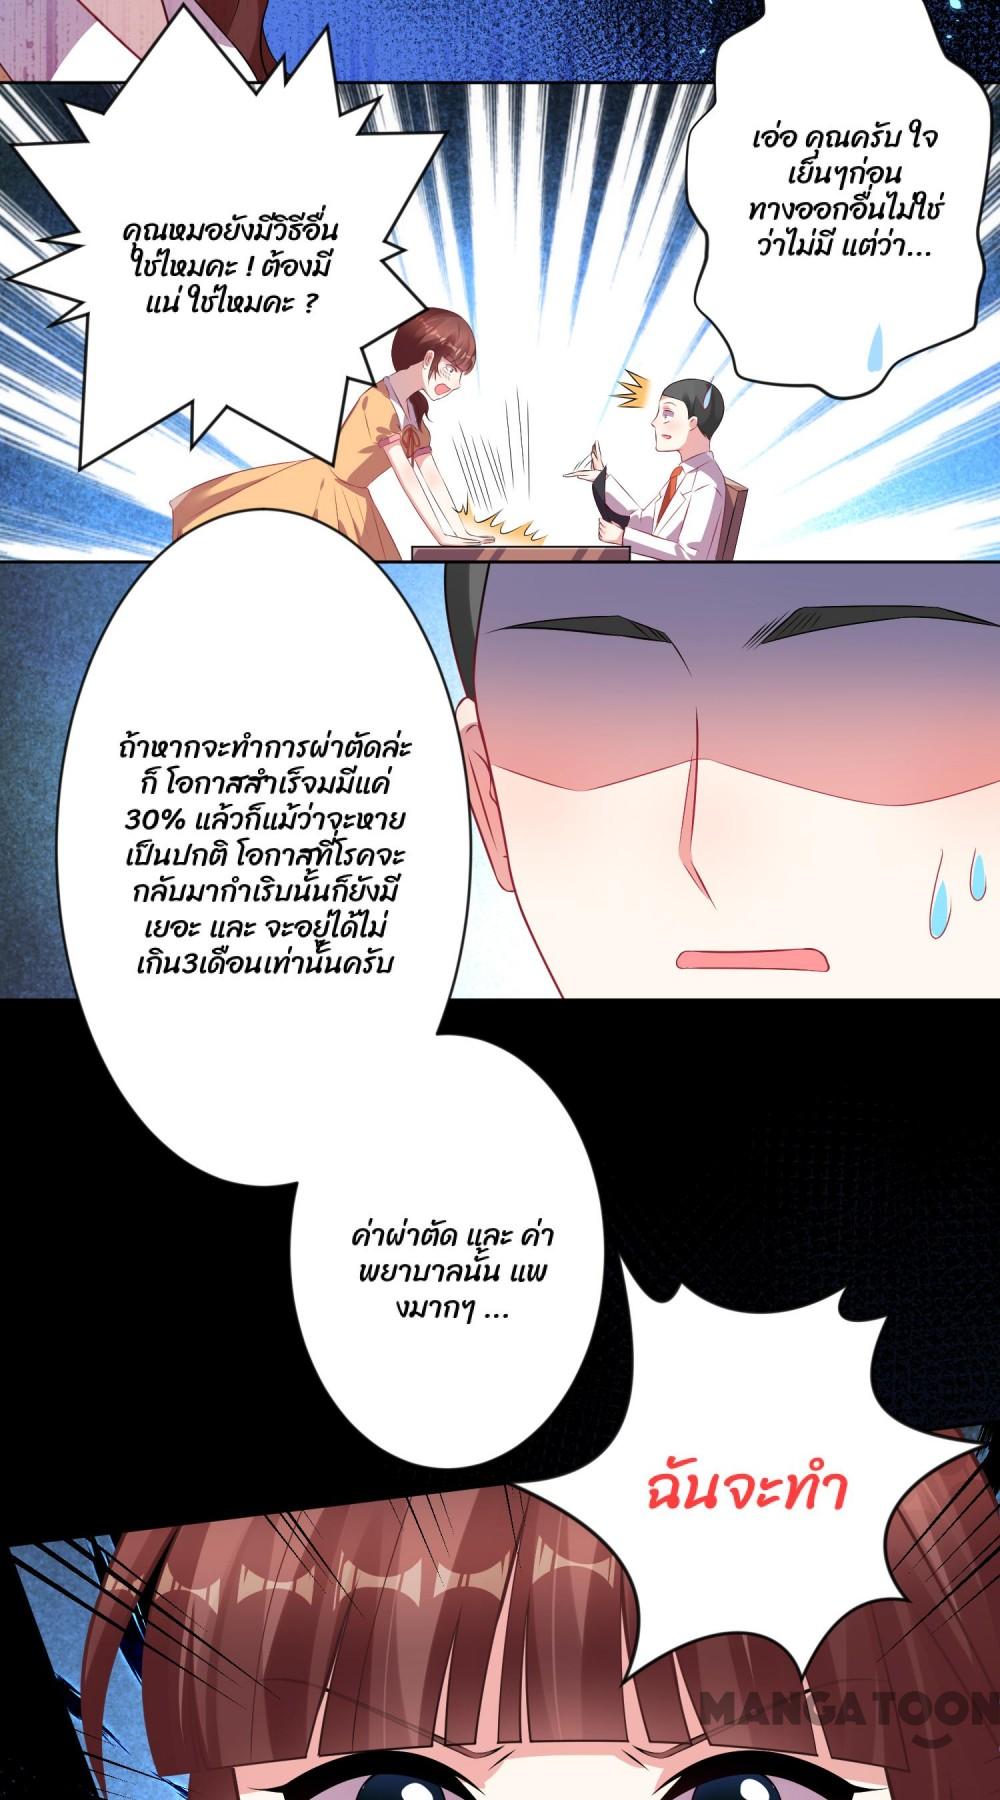 คุณหมอยังมีวิธีอื่น
ใช่ไหมคะ ! ต้องมี
แน่ ใช่ไหมคะ ?
เอ่อ คุณครับ ใจ
เย็นๆก่อน
ทางออกอื่นไม่ใช่
ว่าไม่มี แต่ว่า...
ถ้าหากจะทำการผ่าตัดล่ะ
ก็ โอกาสสำเร็จมมีแค่
30% แล้วก็แม้ว่าจะหาย
เป็นปกติ โอกาสที่โรคจะ
กลับมากำเริบนั้นก็ยังมี
เยอะ และ จะอยู่ได้ไม่
เกิน3เดือนเท่านั้นครับ
ค่าผ่าตัด และ ค่า
พยาบาลนั้น แพ
งมากๆ ...
ฉันจะทำ
MANGATOON